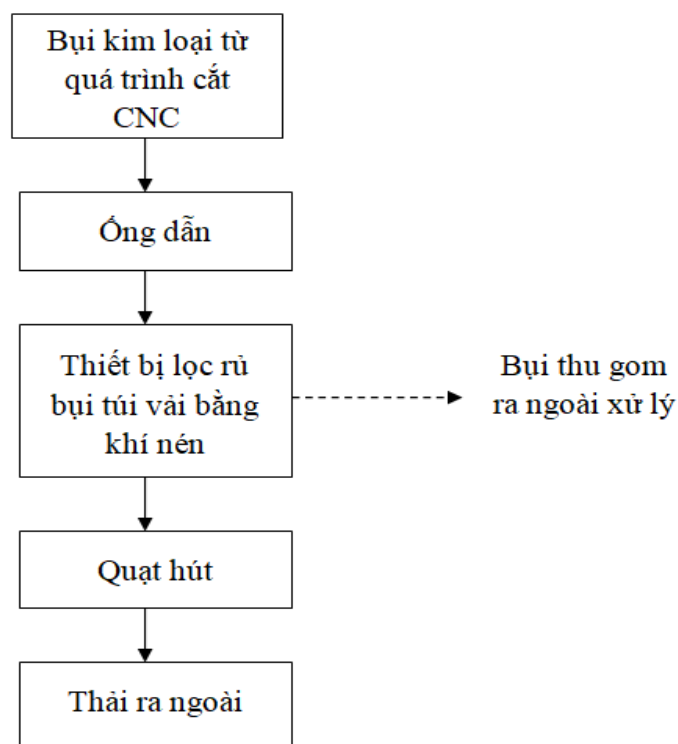 Bụi kim loại từ
quá trình cắt
CNC
Ống dẫn
Thiết bị lọc rủ
bụi túi vải bằng
khí nén
Bụi thu gom
ra ngoài xử lý
Quạt hút
Thải ra ngoài